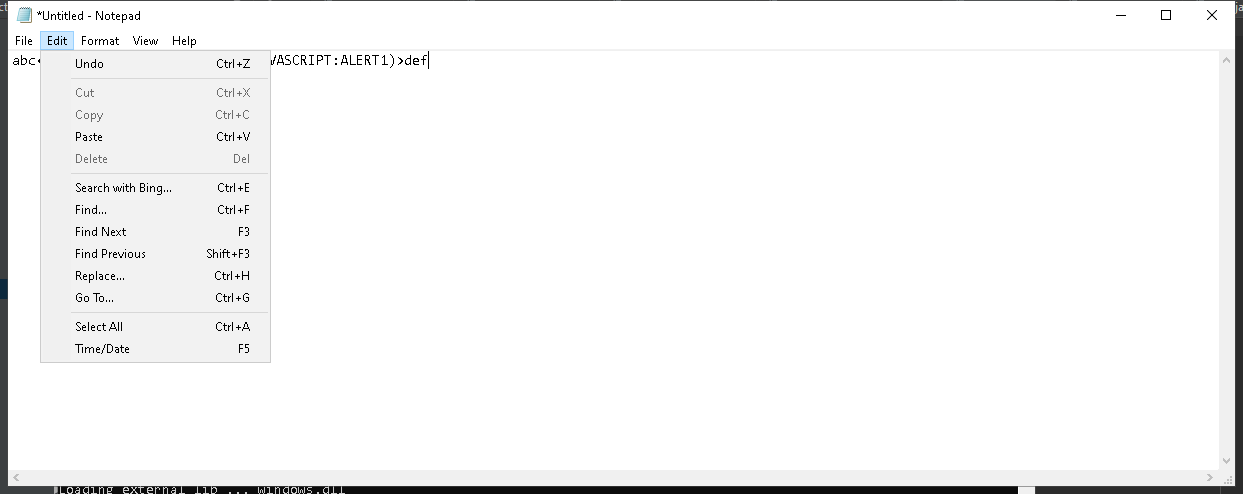 *Untitled - Notepad
File Edit Format View Help
abc< VASCRIPT:ALERT1)>def
Undo Ctrl+Z
Cut Ctrl+X
Copy Ctrl+C
Paste Ctrl+V
Delete Del
Search with Bing... Ctrl+E
Find... Ctrl+F
Find Next F3
Find Previous Shift+F3
Replace... Ctrl+H
Go To... Ctrl+G
Select All Ctrl+A
Time/Date F5
Loading external lib ... windows.dll